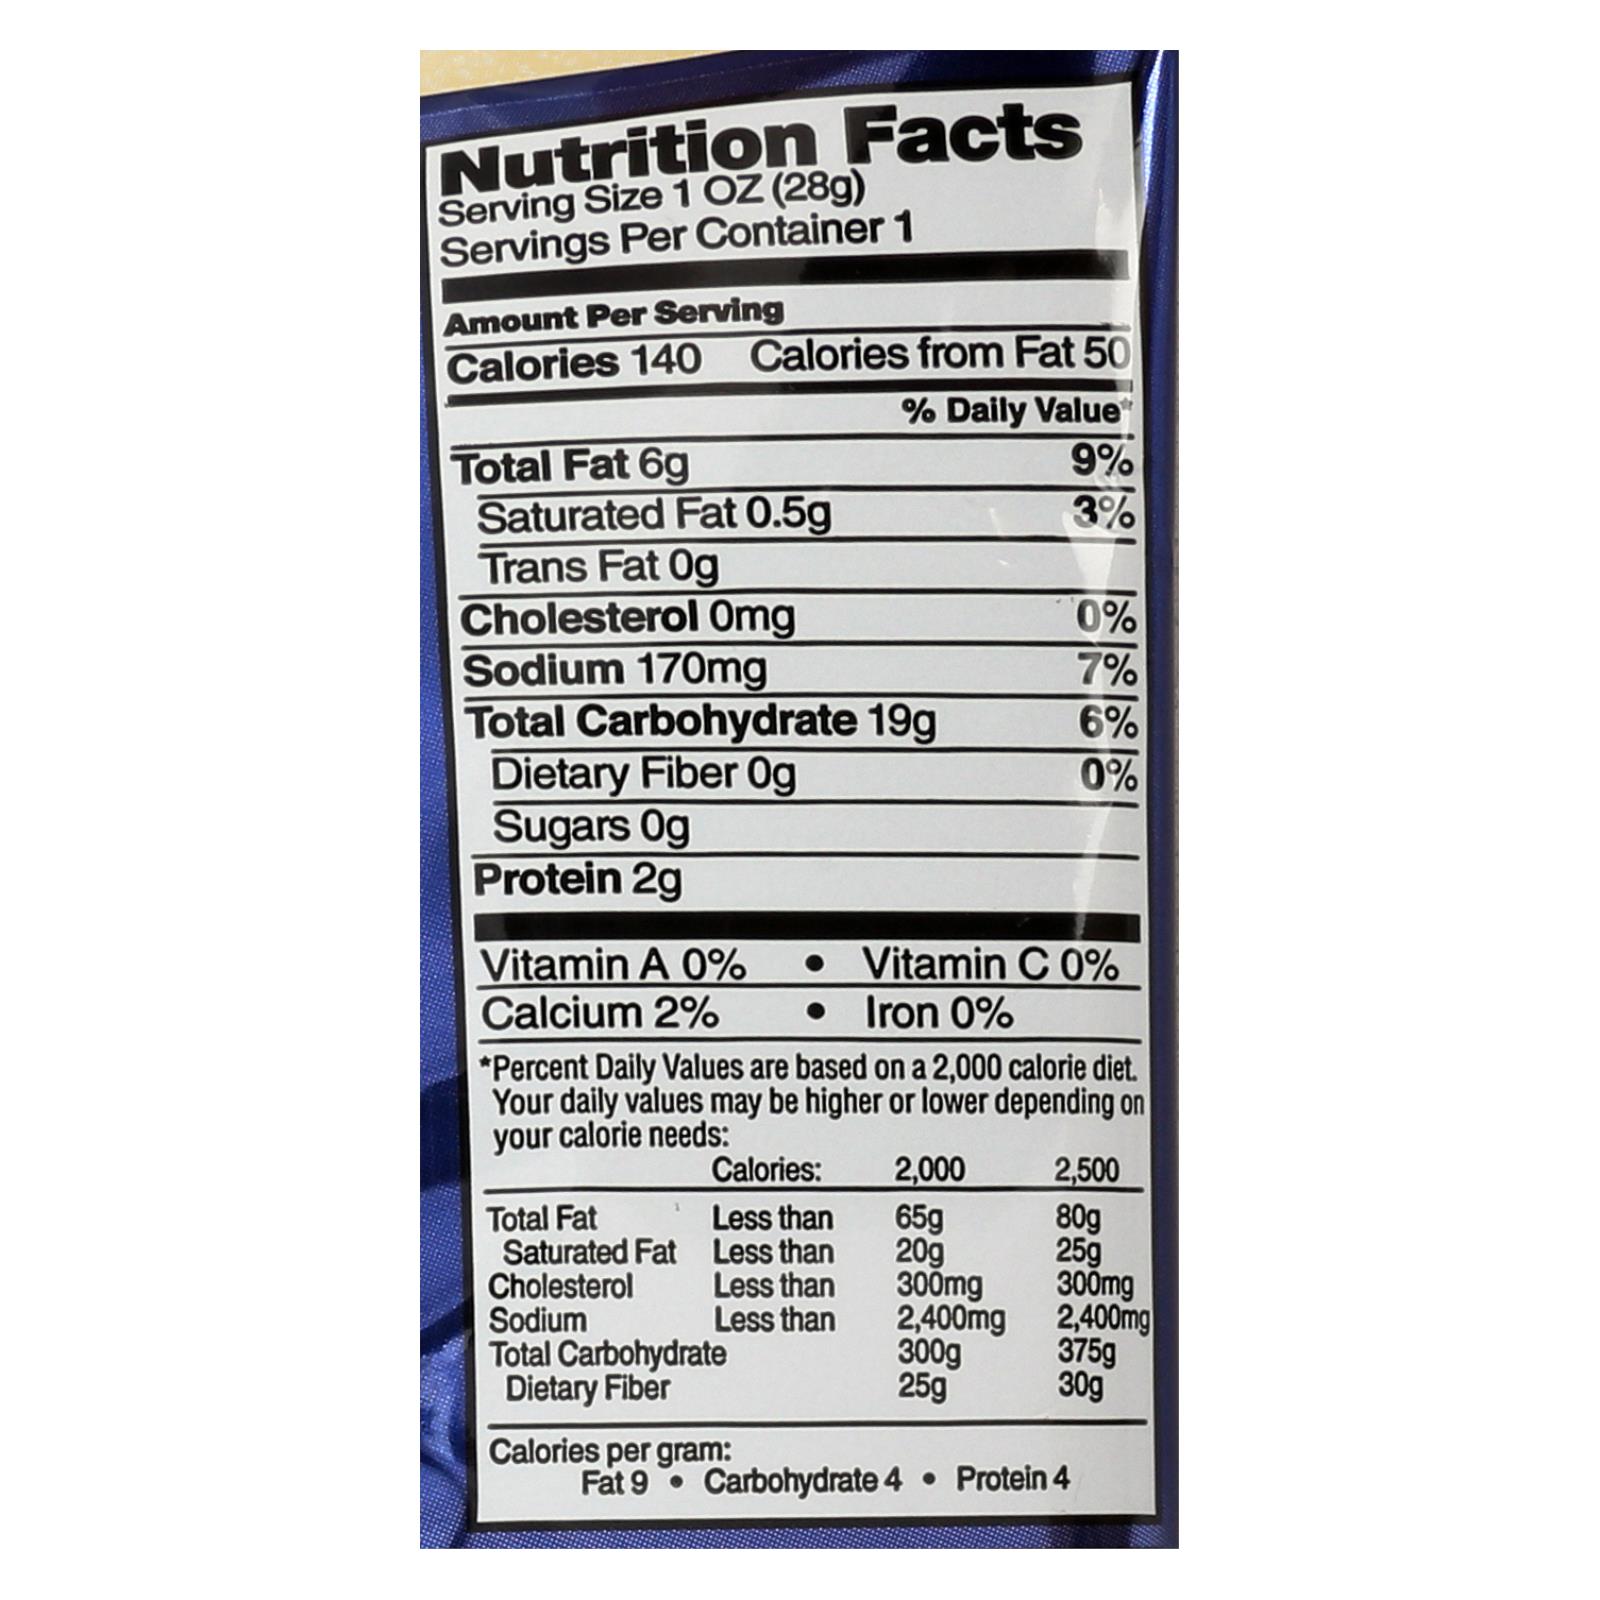 Nutrition Facts
Serving Size 1 OZ (28g)
Servings Per Container 1
Amount Per Serving
Calories 140 Calories from Fat 50
% Daily Value*
Total Fat 6g 9%
Saturated Fat 0.5g 3%
Trans Fat 0g
Cholesterol 0mg 0%
Sodium 170mg 7%
Total Carbohydrate 19g 6%
Dietary Fiber 0g 0%
Sugars 0g
Protein 2g
Vitamin A 0% • Vitamin C 0%
Calcium 2% • Iron 0%
*Percent Daily Values are based on a 2,000 calorie diet.
Your daily values may be higher or lower depending on
your calorie needs:
Calories: 2,000 2,500
Total Fat Less than 65g 80g
Saturated Fat Less than 20g 25g
Cholesterol Less than 300mg 300mg
Sodium Less than 2,400mg 2,400mg
Total Carbohydrate 300g 375g
Dietary Fiber 25g 30g
Calories per gram:
Fat 9 • Carbohydrate 4 • Protein 4